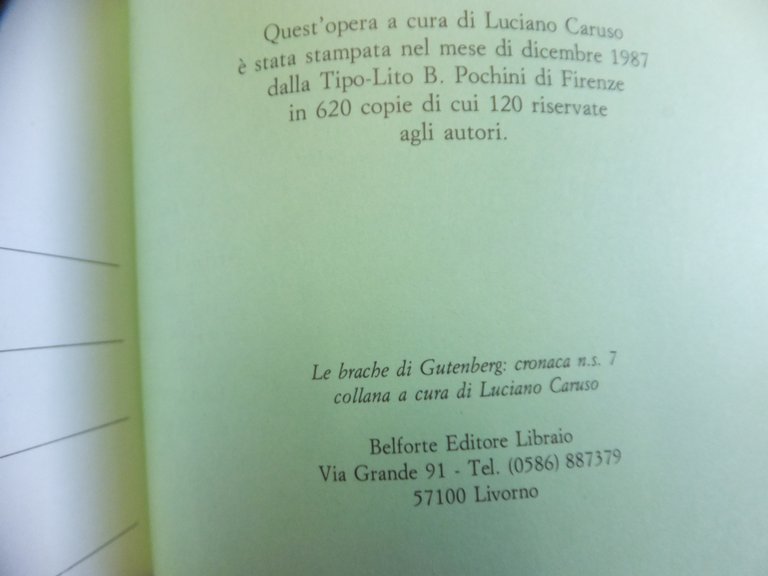 Quest'opera a cura di Luciano Caruso
è stata stampata nel mese di dicembre 1987
dalla Tipo-Lito B. Pochini di Firenze
in 620 copie di cui 120 riservate
agli autori.
Le brache di Gutenberg: cronaca n.s. 7
collana a cura di Luciano Caruso
Belforte Editore Libraio
Via Grande 91 - Tel. (0586) 887379
57100 Livorno